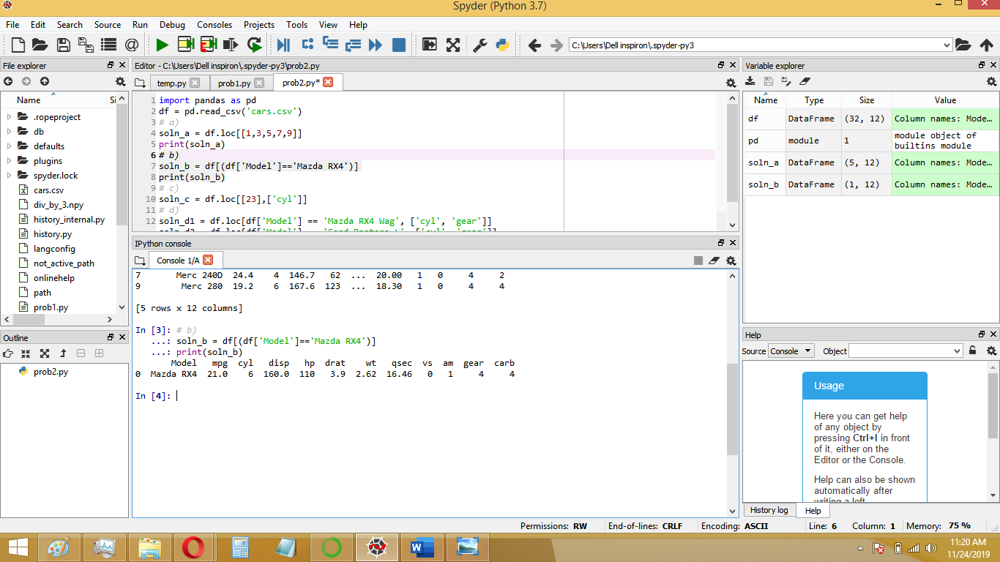 Spyder (Python 3.7)
File Edit Search Source Run Debug Consoles Projects Tools View Help
C:\Users\Dell inspiron\.spyder-py3
File explorer
Name Si
.ropeproject
db
defaults
plugins
spyder.lock
cars.csv
div_by_3.npy
history_internal.py
history.py
langconfig
not_active_path
onlinehelp
path
prob1.py
Outline
prob2.py
Editor - C:\Users\Dell inspiron\.spyder-py3\prob2.py
temp.py prob1.py prob2.py*
1 import pandas as pd
2 df = pd.read_csv('cars.csv')
3 # a)
4 soln_a = df.loc[[1,3,5,7,9]]
5 print(soln_a)
6 # b)
7 soln_b = df[(df['Model']=='Mazda RX4')]
8 print(soln_b)
9 # c)
10 soln_c = df.loc[[23],['cyl']]
11 # d)
12 soln_d1 = df.loc[df['Model'] == 'Mazda RX4 Wag', ['cyl', 'gear']]
IPython console
Console 1/A
7 Merc 240D 24.4 4 146.7 62 ... 20.00 1 0 4 2
9 Merc 280 19.2 6 167.6 123 ... 18.30 1 0 4 4
[5 rows x 12 columns]
In [3]: # b)
...: soln_b = df[(df['Model']=='Mazda RX4')]
...: print(soln_b)
Model mpg cyl disp hp drat wt qsec vs am gear carb
0 Mazda RX4 21.0 6 160.0 110 3.9 2.62 16.46 0 1 4 4
In [4]:
Variable explorer
Name Type Size Value
df DataFrame (32, 12) Column names: Mode...
pd module 1 module object of
builtins module
soln_a DataFrame (5, 12) Column names: Mode...
soln_b DataFrame (1, 12) Column names: Mode...
Help
Source Console Object
Usage
Here you can get help
of any object by
pressing Ctrl+I in front
of it, either on the
Editor or the Console.
Help can also be shown
automatically after
writing a left
History log Help
Permissions: RW End-of-lines: CRLF Encoding: ASCII Line: 6 Column: 1 Memory: 75 %
11:20 AM
11/24/2019